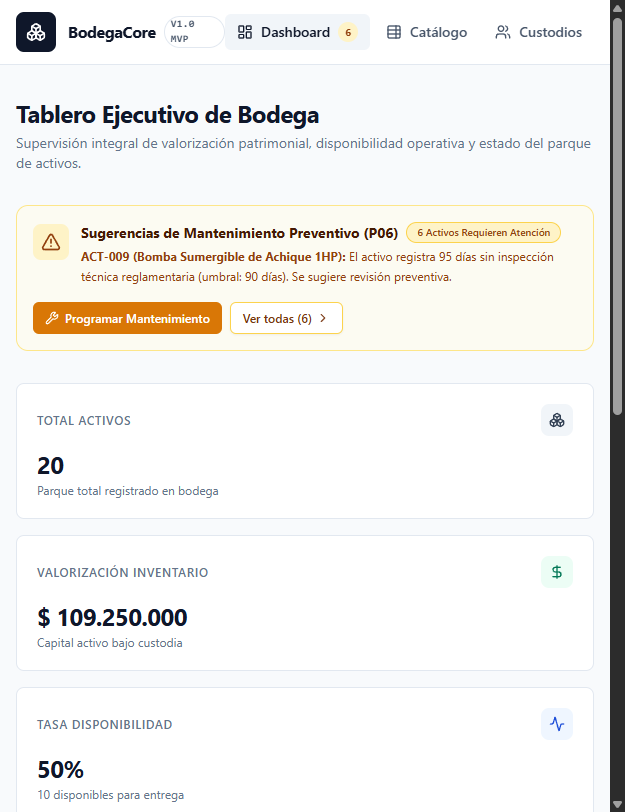 BodegaCore
V1.0
MVP
Dashboard 6
Catálogo
Custodios
Tablero Ejecutivo de Bodega
Supervisión integral de valorización patrimonial, disponibilidad operativa y estado del parque
de activos.
Sugerencias de Mantenimiento Preventivo (P06) 6 Activos Requieren Atención
ACT-009 (Bomba Sumergible de Achique 1HP): El activo registra 95 días sin inspección
técnica reglamentaria (umbral: 90 días). Se sugiere revisión preventiva.
Programar Mantenimiento
Ver todas (6)
TOTAL ACTIVOS
20
Parque total registrado en bodega
VALORIZACIÓN INVENTARIO
$ 109.250.000
Capital activo bajo custodia
TASA DISPONIBILIDAD
50%
10 disponibles para entrega